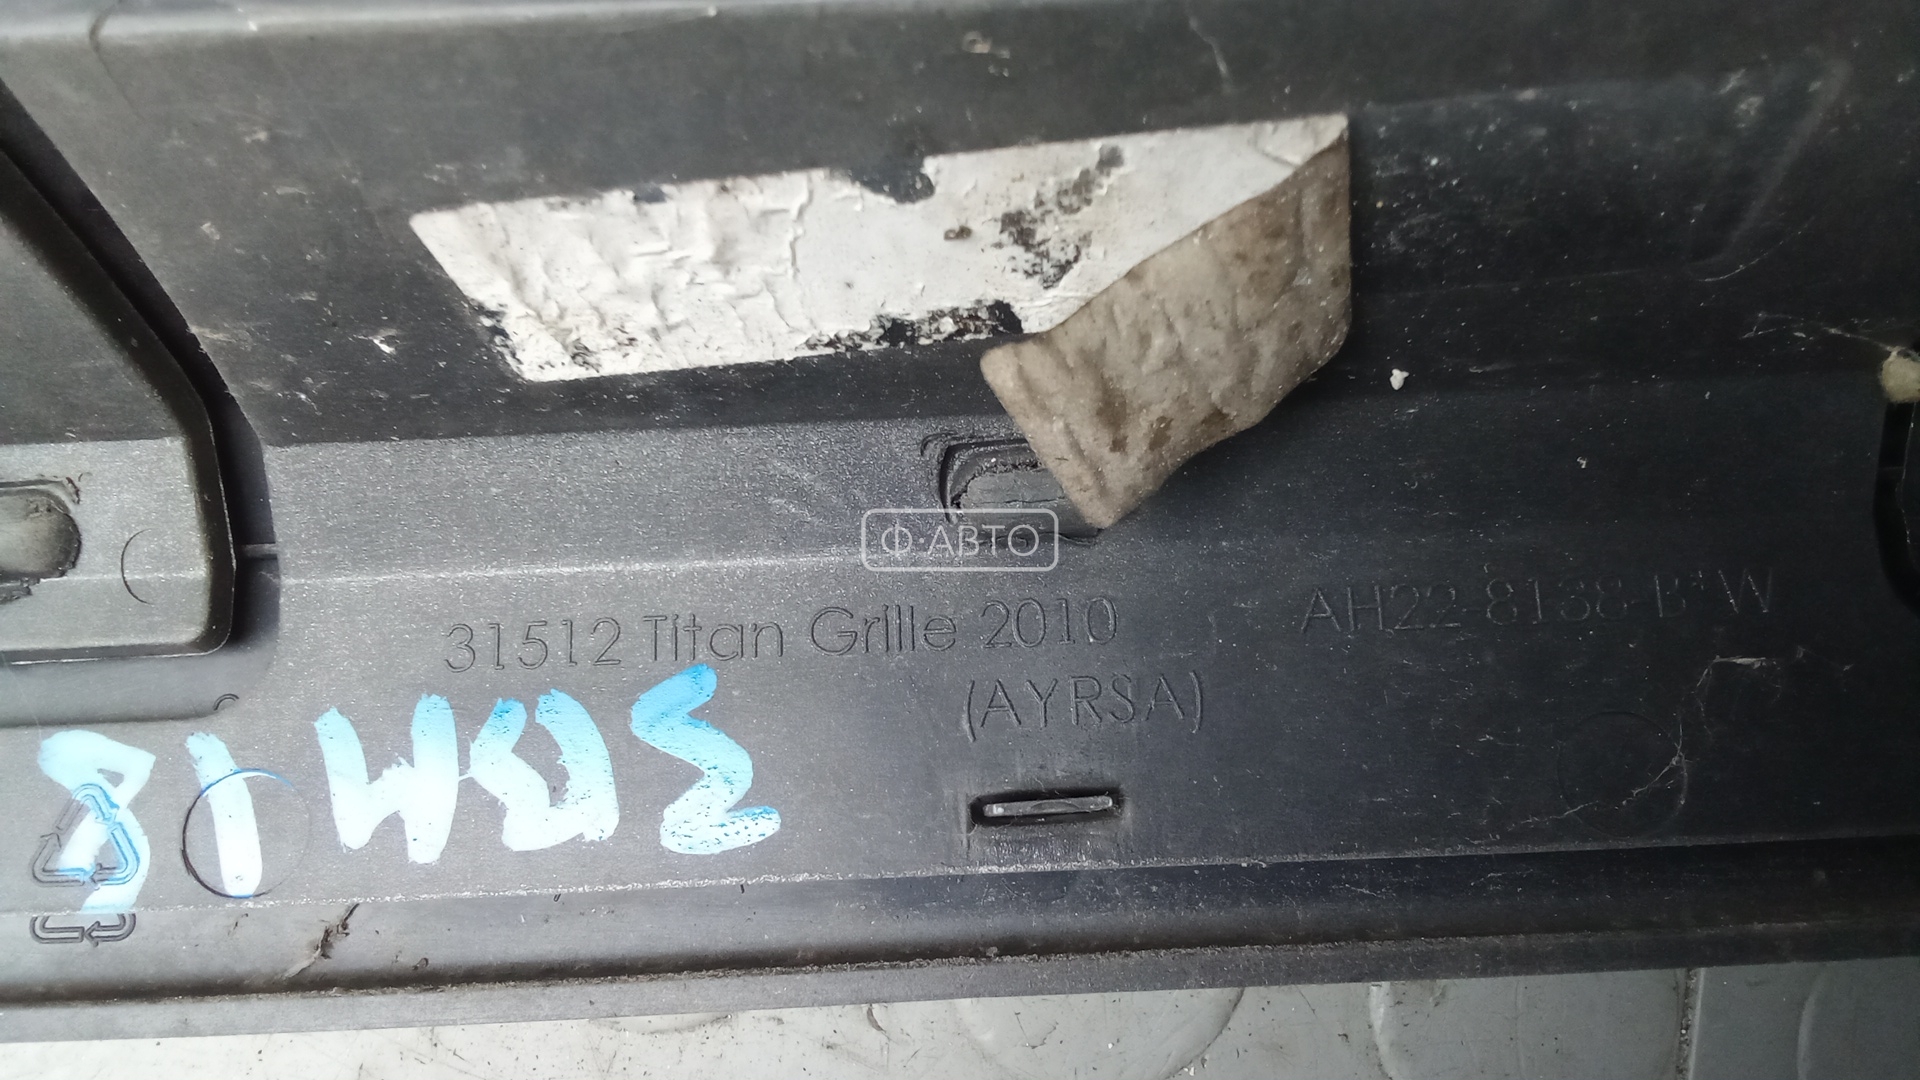 Ф·АВТО
31512 Titan Grille 2010
AH22-8138-B*W
(AYRSA)